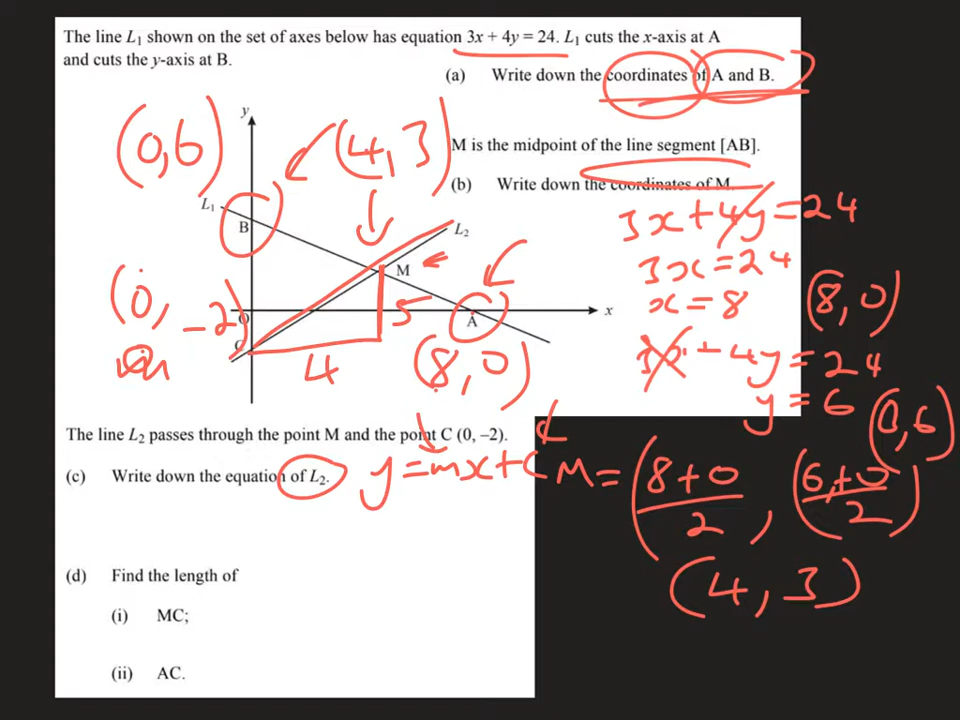 The line L₁ shown on the set of axes below has equation 3x + 4y = 24. L₁ cuts the x-axis at A
and cuts the y-axis at B.
(a) Write down the coordinates of A and B.
M is the midpoint of the line segment [AB].
(b) Write down the coordinates of M.
y
(0,6)
(4,3)
L₁
B
L₂
M
(0, -2)
O
5
A
x
C
4
(8,0)
3x+4y=24
3x=24
x=8 (8,0)
3x+4y=24
y=6 (0,6)
The line L₂ passes through the point M and the point C (0, –2).
(c) Write down the equation of L₂.
y=mx+c
M=(8+0/2, 6+0/2)
(4,3)
(d) Find the length of
(i) MC;
(ii) AC.